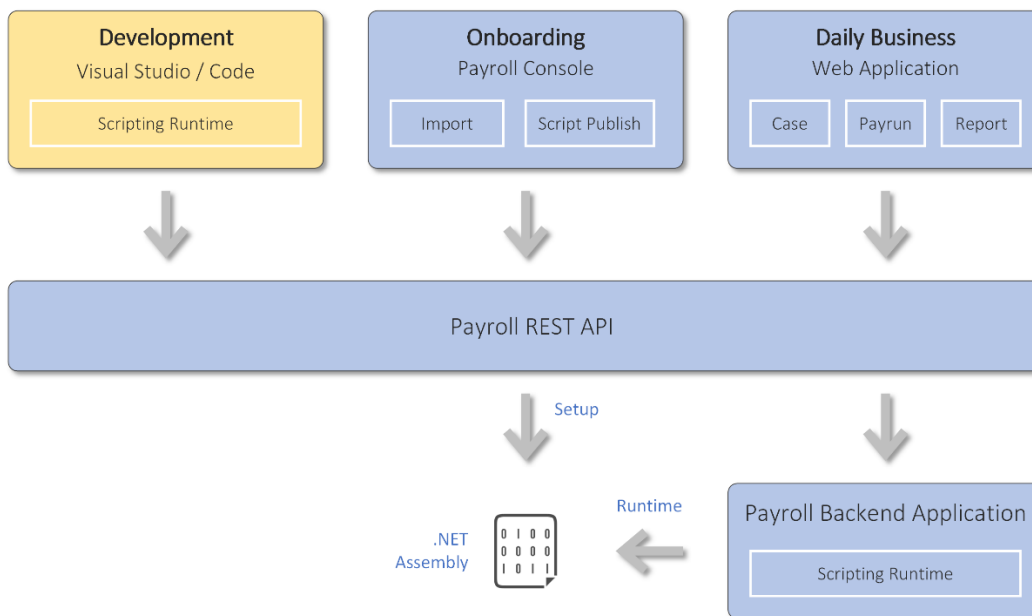 Development
Visual Studio / Code
Scripting Runtime
Onboarding
Payroll Console
Import
Script Publish
Daily Business
Web Application
Case
Payrun
Report
Payroll REST API
Setup
Runtime
.NET
Assembly
0 1 0 0
0 0 0 0
1 0 1 1
Payroll Backend Application
Scripting Runtime